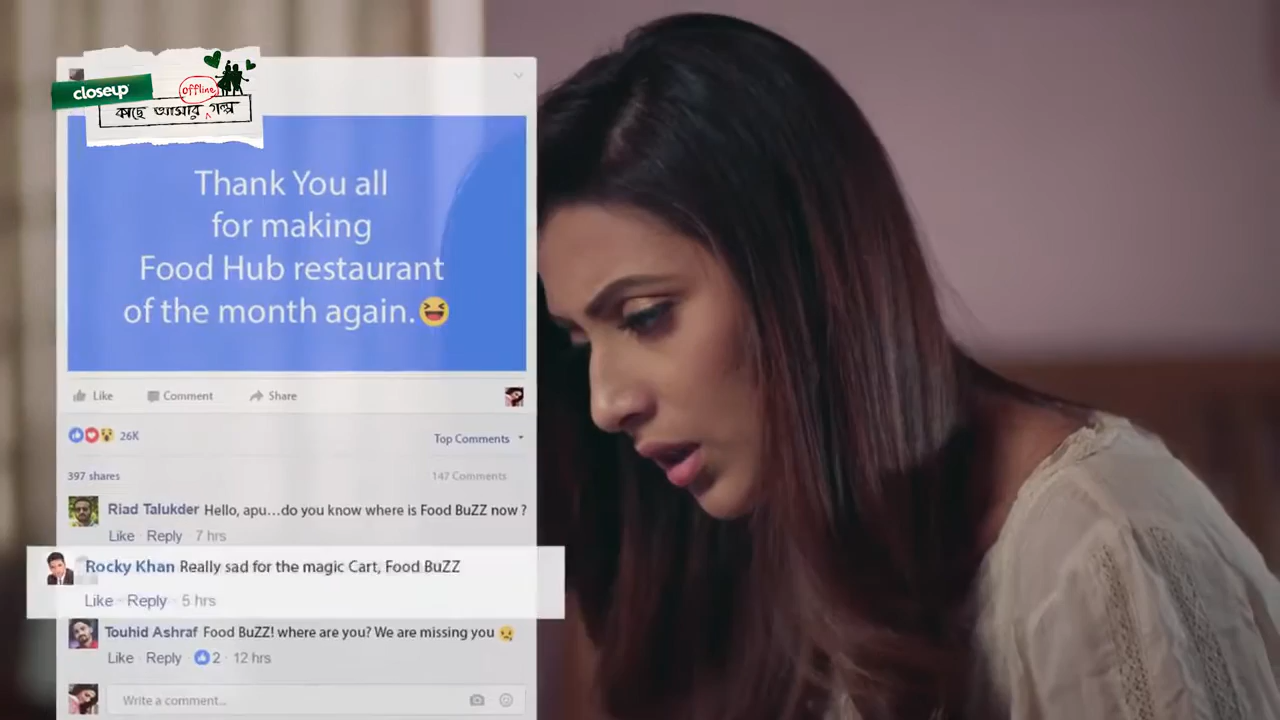 closeup
offline
কাছে আসার গল্প
Thank You all
for making
Food Hub restaurant
of the month again.😆
Like Comment Share
26K Top Comments
397 shares 147 Comments
Riad Talukder Hello, apu...do you know where is Food BuZZ now ?
Like · Reply · 7 hrs
Rocky Khan Really sad for the magic Cart, Food BuZZ
Like · Reply · 5 hrs
Touhid Ashraf Food BuZZ! where are you? We are missing you 😢
Like · Reply · 2 · 12 hrs
Write a comment...